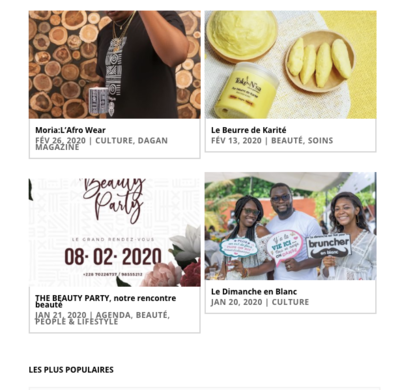 Moria:L'Afro Wear
FÉV 26, 2020 | CULTURE, DAGAN
MAGAZINE
Le Beurre de Karité
FÉV 13, 2020 | BEAUTÉ, SOINS
Beauty
Party
LE GRAND RENDEZ-VOUS
08· 02· 2020
THE BEAUTY PARTY, notre rencontre
beauté
JAN 21, 2020 | AGENDA, BEAUTÉ,
PEOPLE & LIFESTYLE
bruncher
Le Dimanche en Blanc
JAN 20, 2020 | CULTURE
LES PLUS POPULAIRES